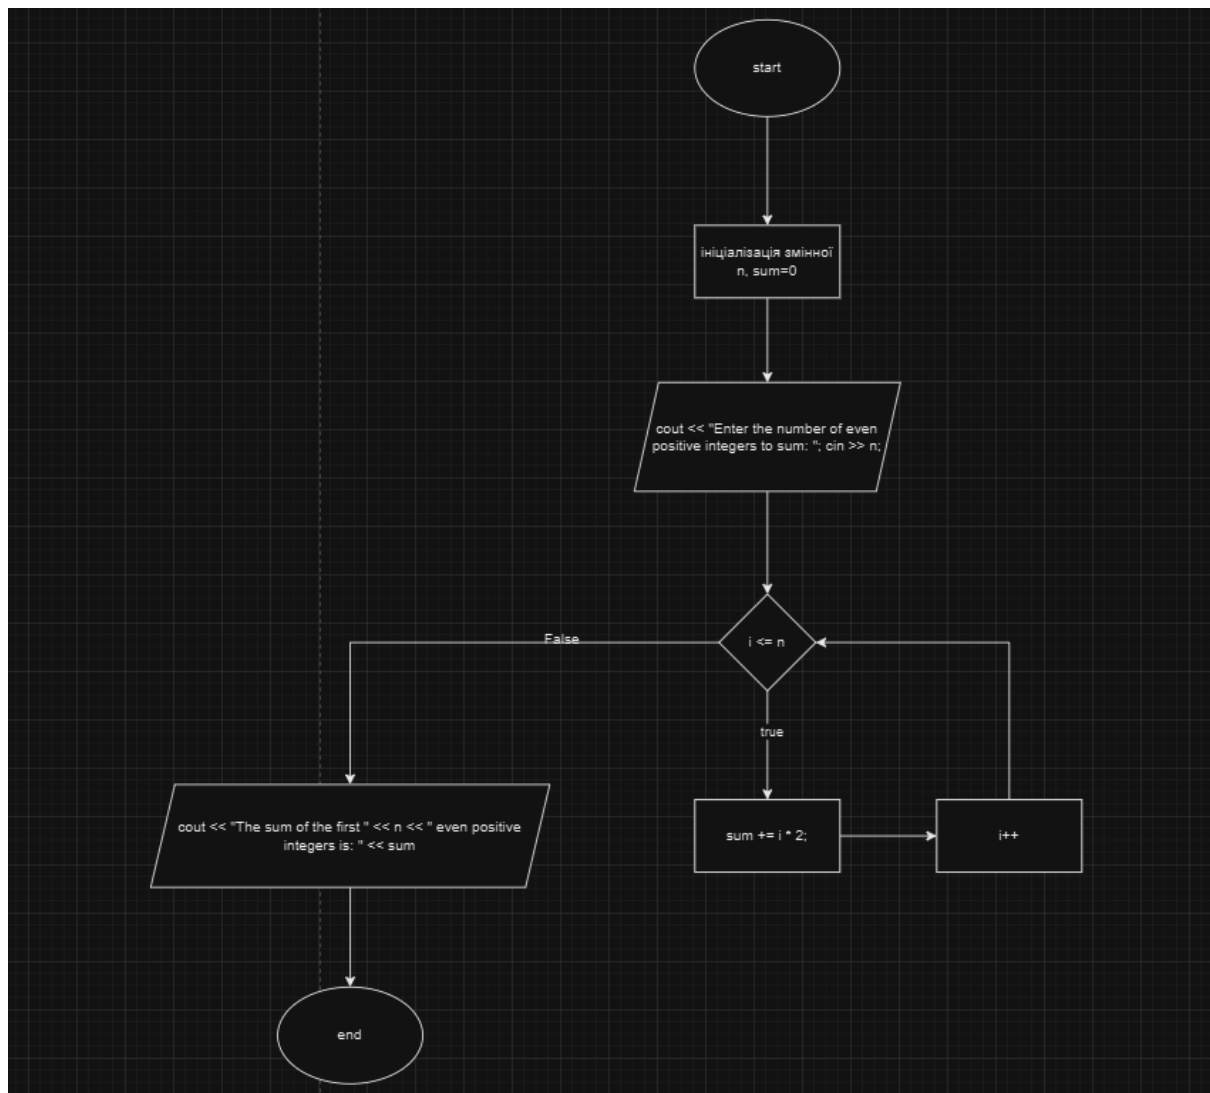 start
ініціалізація змінної
n, sum=0
cout << "Enter the number of even
positive integers to sum: "; cin >> n;
i <= n
False
true
cout << "The sum of the first " << n << " even positive
integers is: " << sum
sum += i * 2;
i++
end